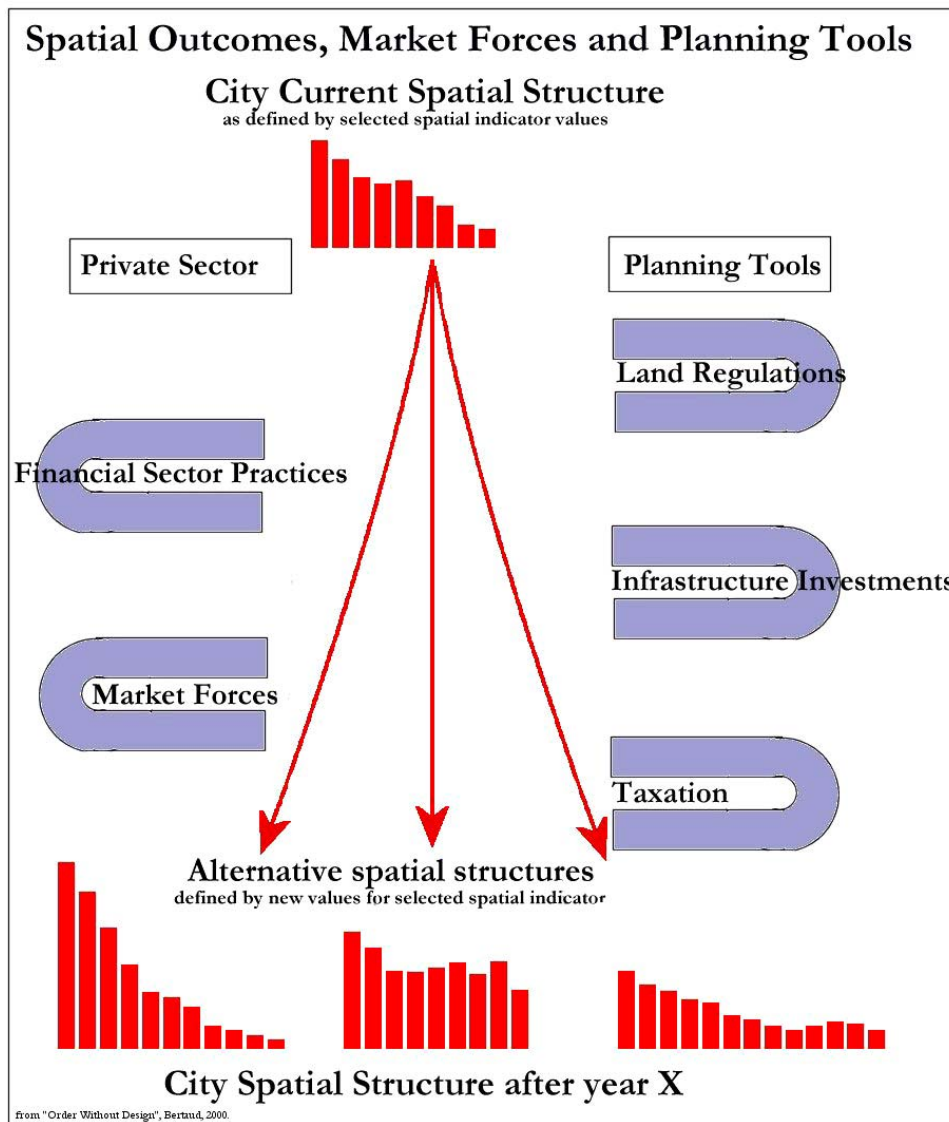 Spatial Outcomes, Market Forces and Planning Tools
City Current Spatial Structure
as defined by selected spatial indicator values
Private Sector
Planning Tools
Land Regulations
Financial Sector Practices
Infrastructure Investments
Market Forces
Taxation
Alternative spatial structures
defined by new values for selected spatial indicator
City Spatial Structure after year X
from "Order Without Design", Bertaud, 2000.